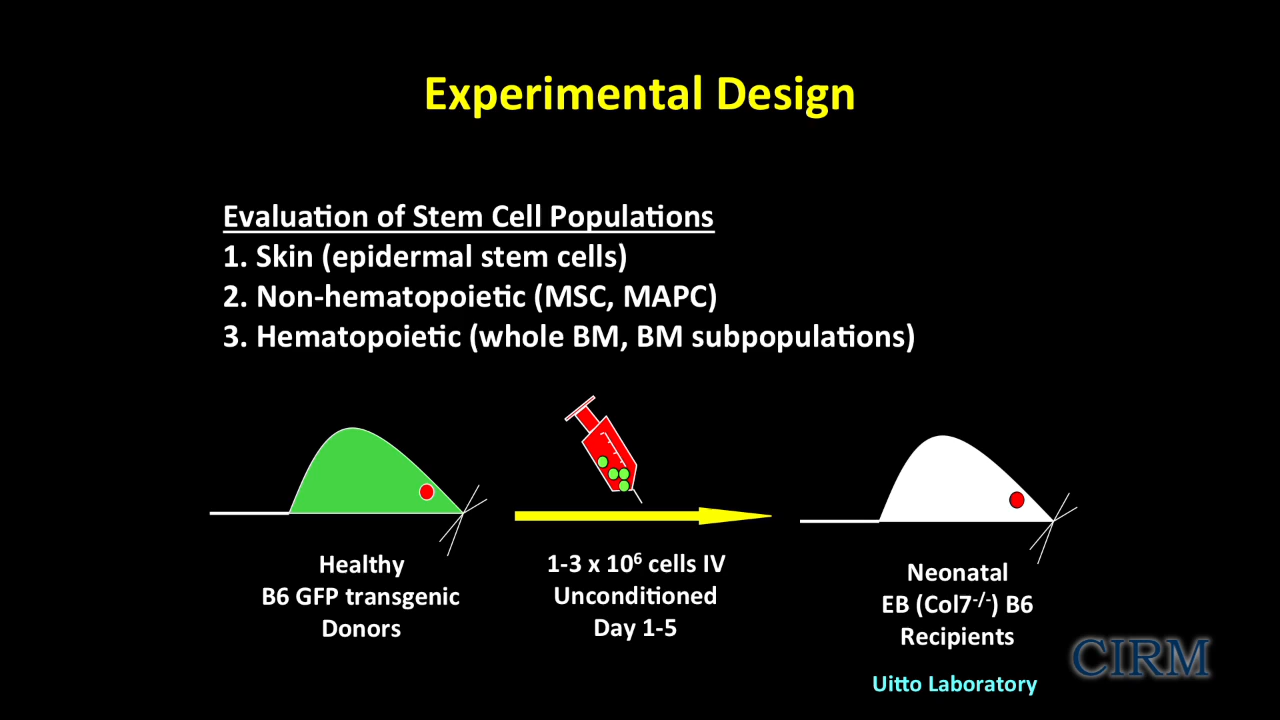 Experimental Design
Evaluation of Stem Cell Populations
1. Skin (epidermal stem cells)
2. Non-hematopoietic (MSC, MAPC)
3. Hematopoietic (whole BM, BM subpopulations)
Healthy
B6 GFP transgenic
Donors
1-3 x 10⁶ cells IV
Unconditioned
Day 1-5
Neonatal
EB (Col7⁻/⁻) B6
Recipients
Uitto Laboratory
CIRM